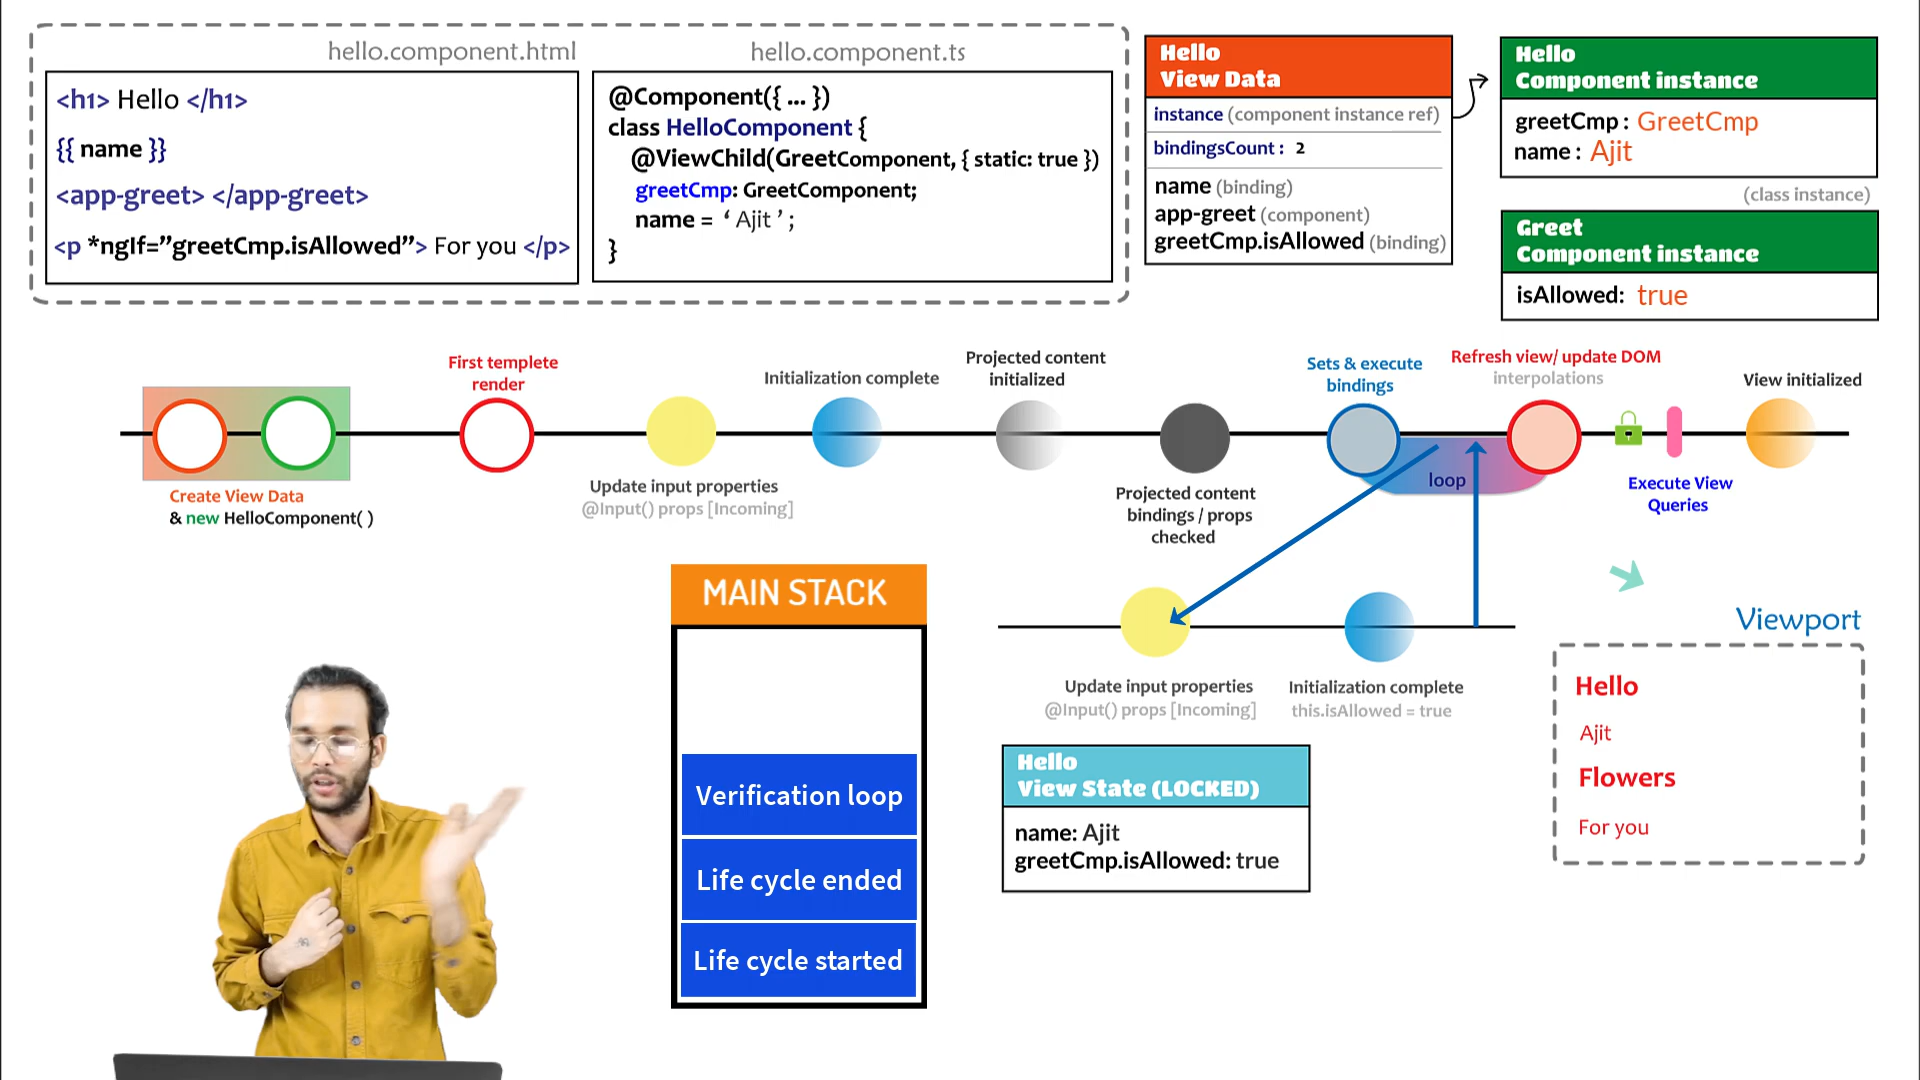 hello.component.html
<h1> Hello </h1>
{{ name }}
<app-greet> </app-greet>
<p *ngIf=”greetCmp.isAllowed”> For you </p>
hello.component.ts
@Component({ ... })
class HelloComponent {
@ViewChild(GreetComponent, { static: true })
greetCmp: GreetComponent;
name = ‘ Ajit ’ ;
}
Hello
View Data
instance (component instance ref)
bindingsCount : 2
name (binding)
app-greet (component)
greetCmp.isAllowed (binding)
Hello
Component instance
greetCmp : GreetCmp
name : Ajit
(class instance)
Greet
Component instance
isAllowed: true
Create View Data
& new HelloComponent( )
First templete
render
Update input properties
@Input() props [Incoming]
Initialization complete
Projected content
initialized
Projected content
bindings / props
checked
Sets & execute
bindings
loop
Refresh view/ update DOM
interpolations
Execute View
Queries
View initialized
Update input properties
@Input() props [Incoming]
Initialization complete
this.isAllowed = true
MAIN STACK
Verification loop
Life cycle ended
Life cycle started
Hello
View State (LOCKED)
name: Ajit
greetCmp.isAllowed: true
Viewport
Hello
Ajit
Flowers
For you